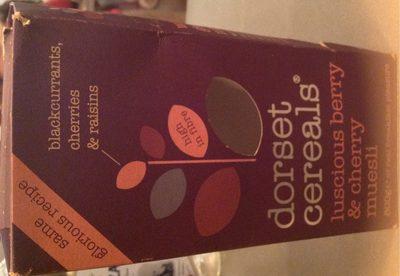 same
glorious recipe
blackcurrants,
cherries
& raisins
high
in fibre
dorset
cereals®
luscious berry
& cherry
muesli